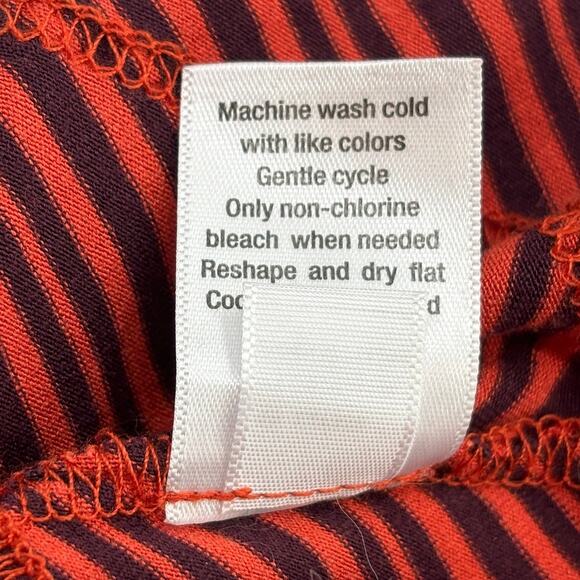 Machine wash cold
with like colors
Gentle cycle
Only non-chlorine
bleach when needed
Reshape and dry flat